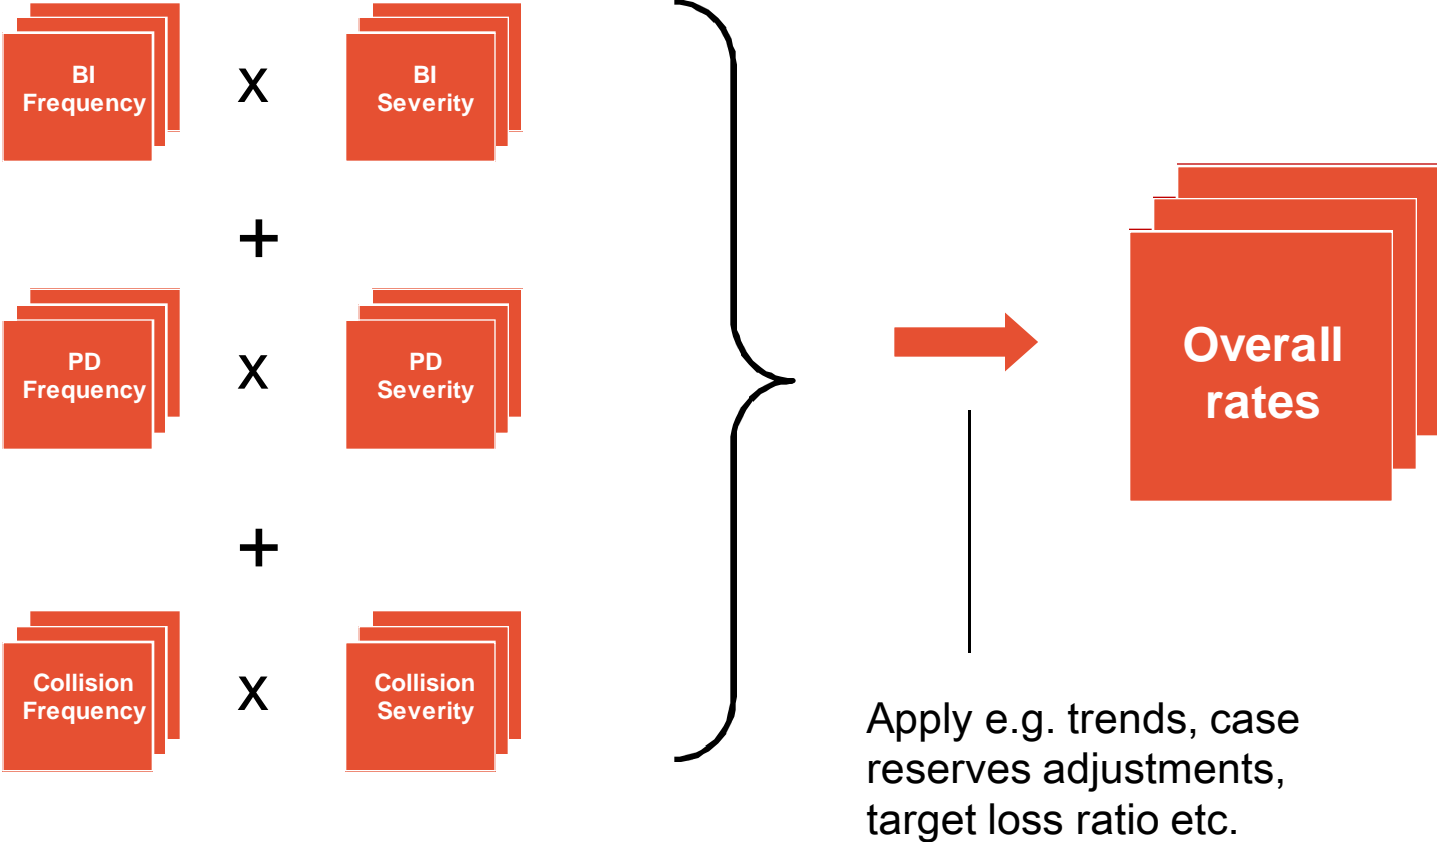 BI
Frequency
x
BI
Severity
+
PD
Frequency
x
PD
Severity
+
Collision
Frequency
x
Collision
Severity
Overall
rates
Apply e.g. trends, case
reserves adjustments,
target loss ratio etc.